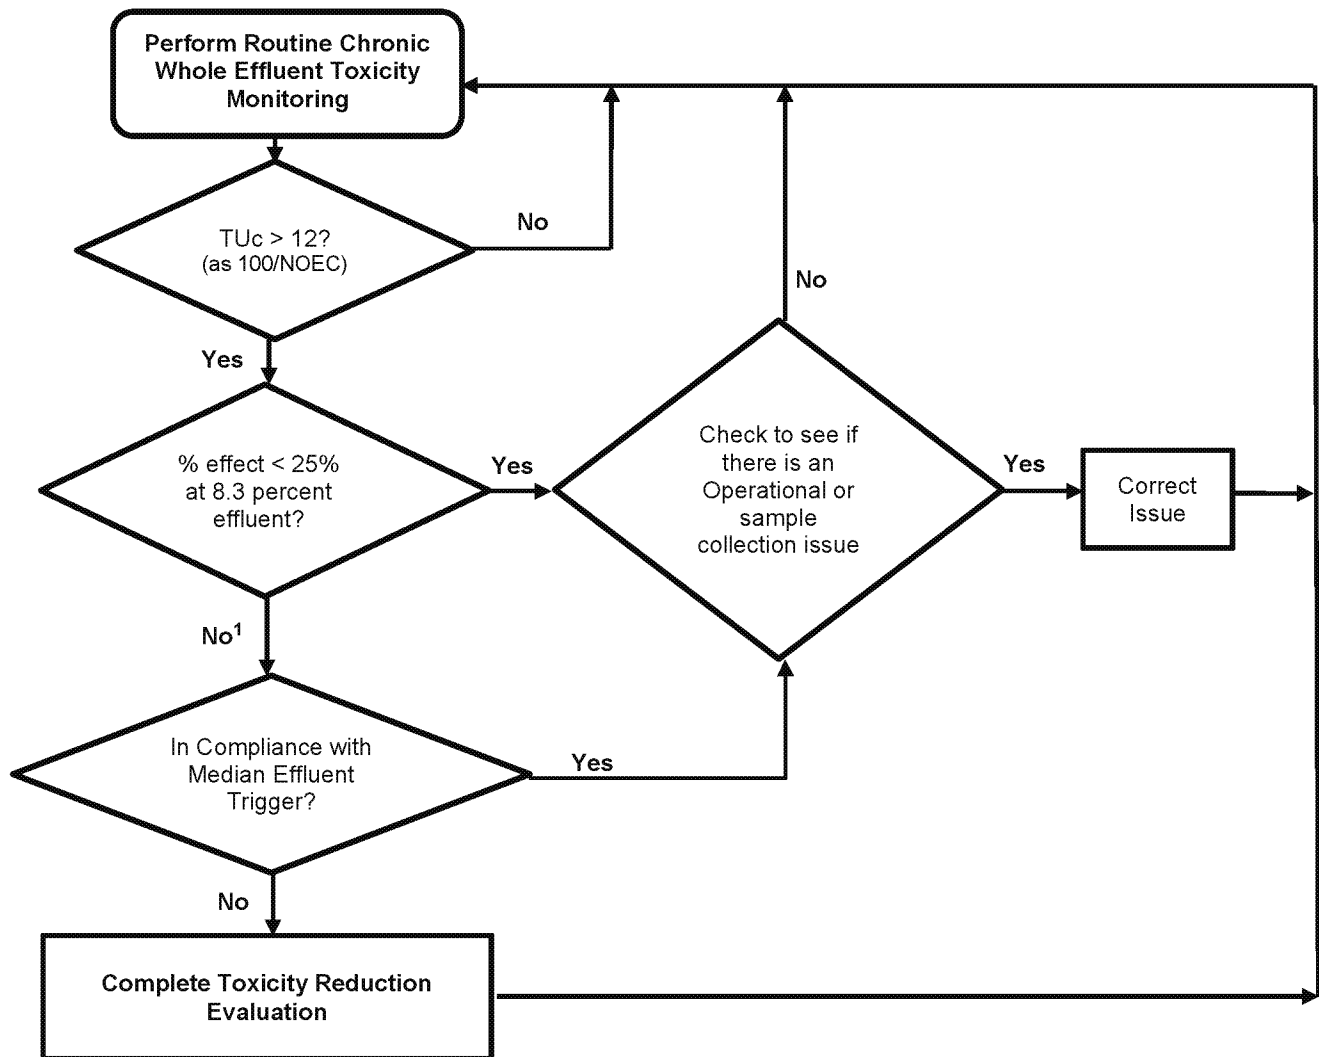 Perform Routine Chronic
Whole Effluent Toxicity
Monitoring
TUc > 12?
(as 100/NOEC)
No
Yes
% effect < 25%
at 8.3 percent
effluent?
Yes
No
Check to see if
there is an
Operational or
sample
collection issue
Yes
Correct
Issue
No¹
In Compliance with
Median Effluent
Trigger?
Yes
No
Complete Toxicity Reduction
Evaluation